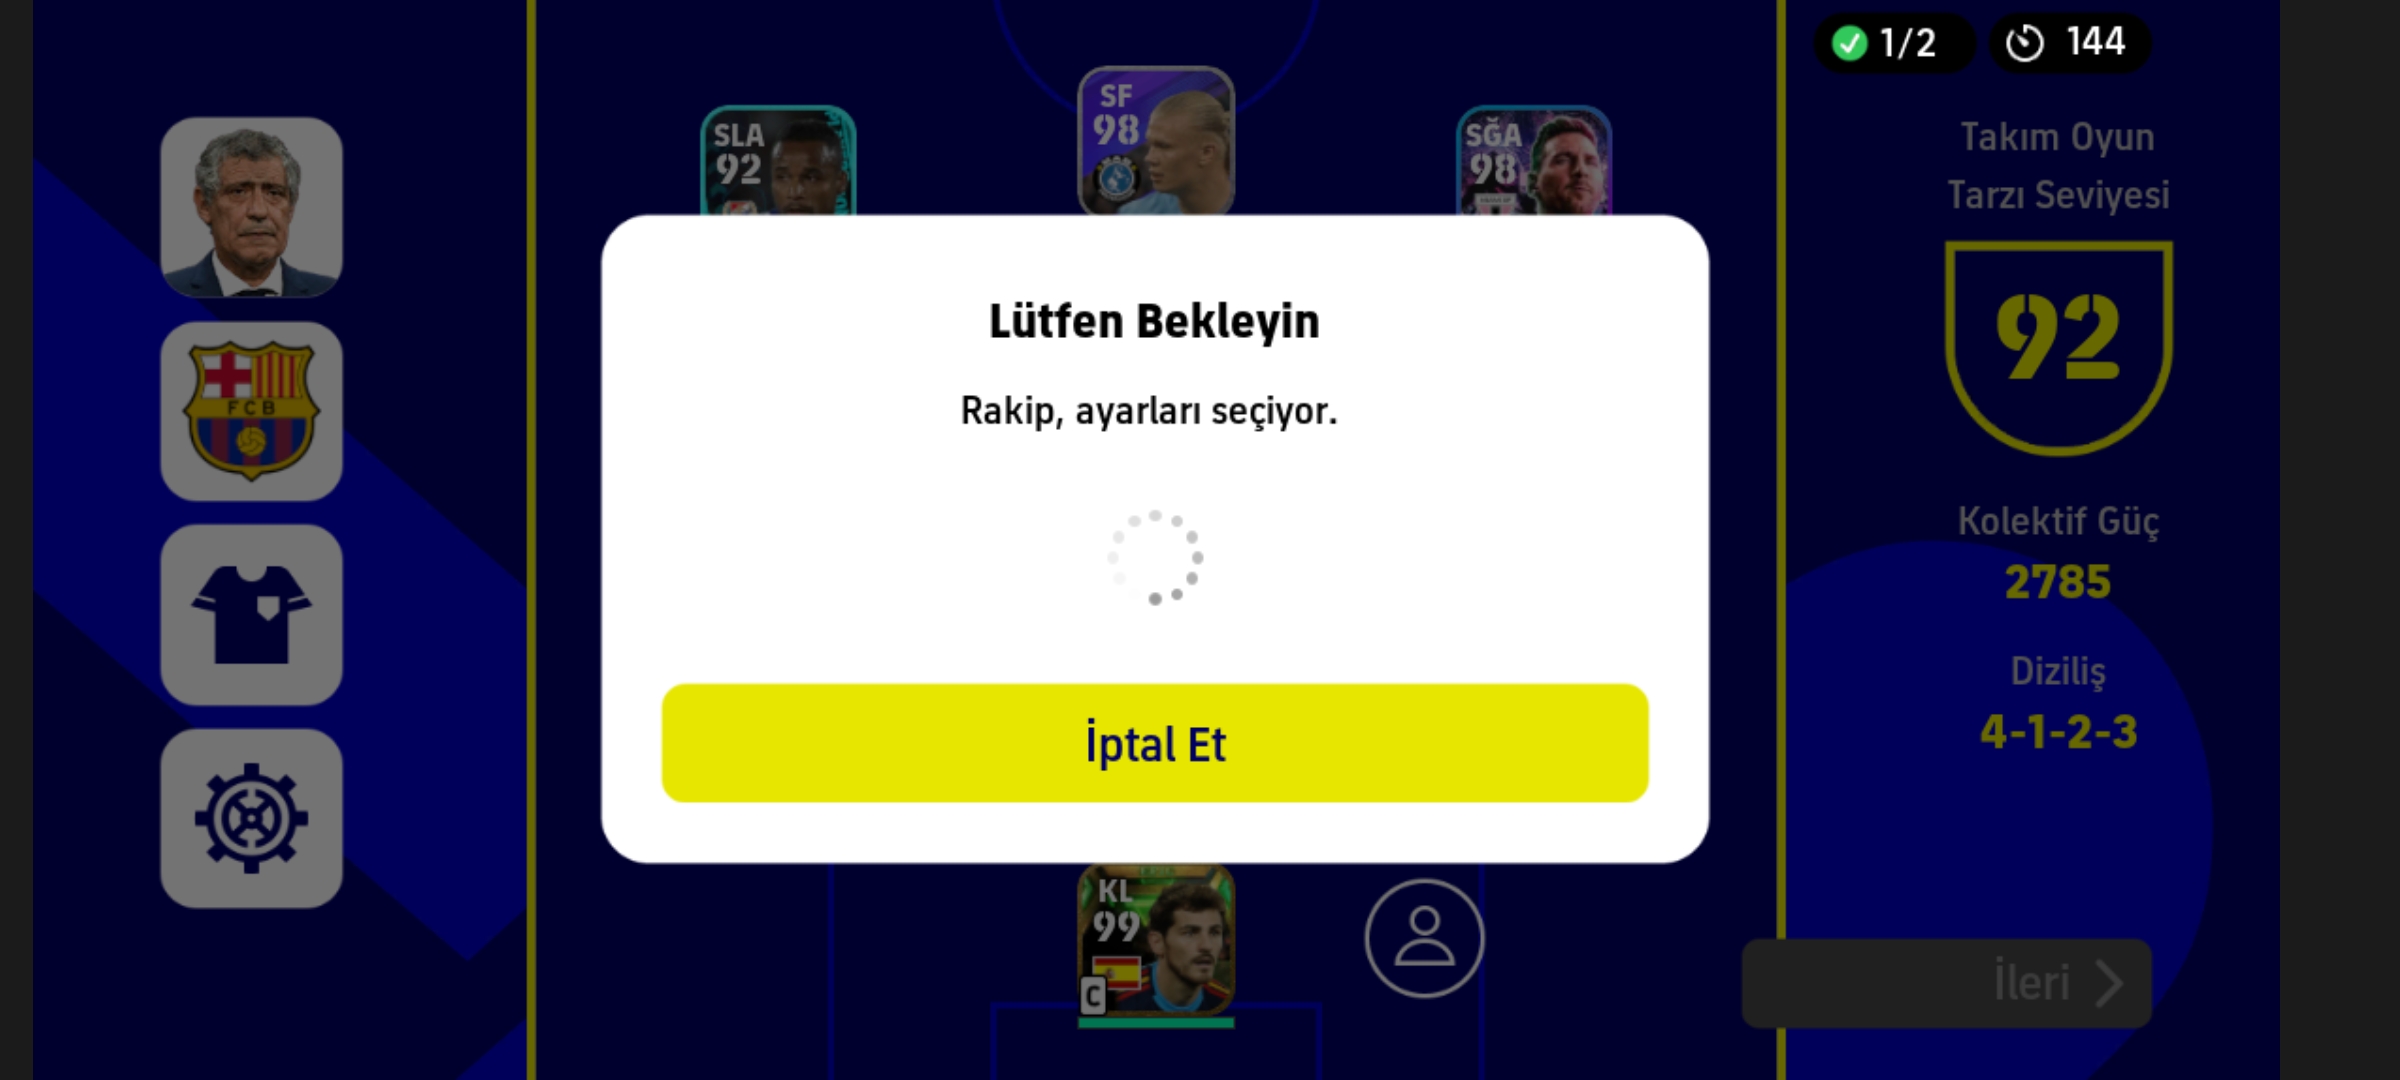 1/2
144
SLA
92
SF
98
SĞA
98
Takım Oyun
Tarzı Seviyesi
92
FCB
Lütfen Bekleyin
Rakip, ayarları seçiyor.
İptal Et
Kolektif Güç
2785
Diziliş
4-1-2-3
KL
99
C
İleri